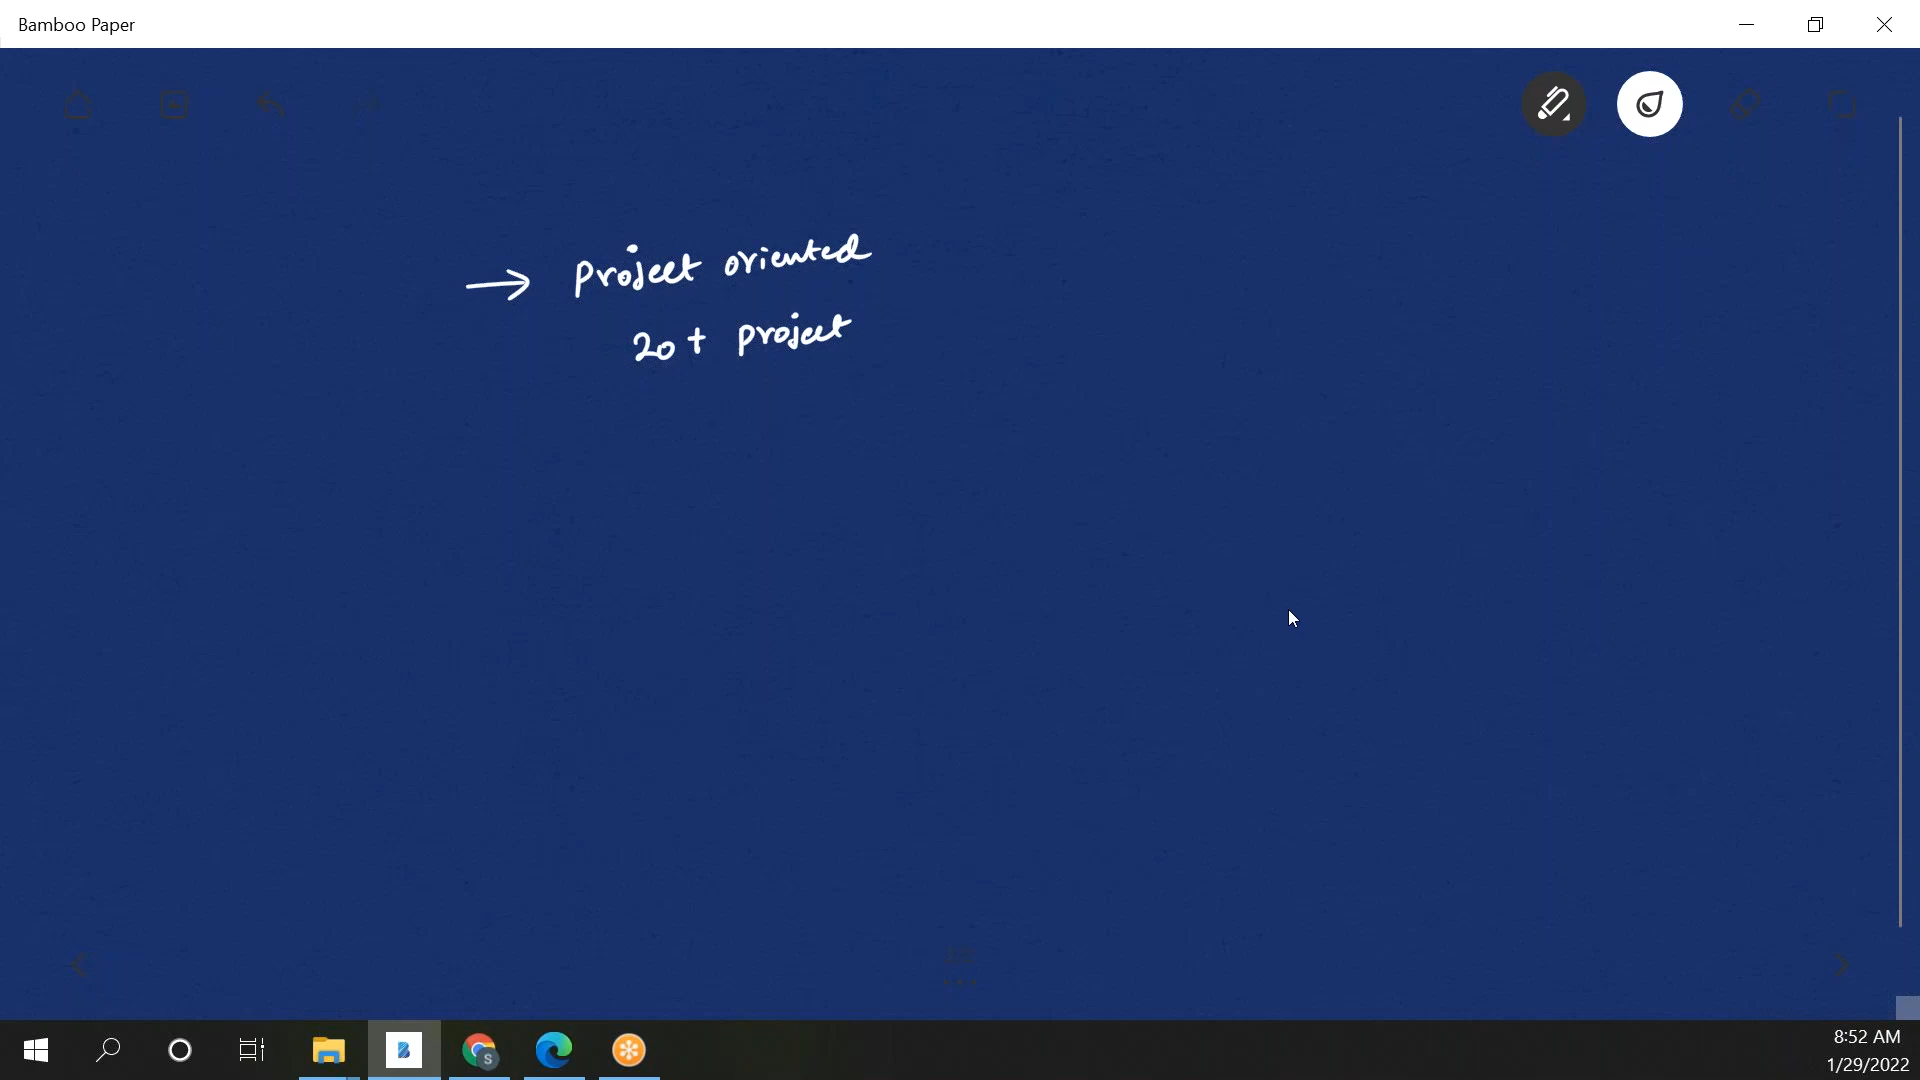 Bamboo Paper
→ project oriented
20+ project
8:52 AM
1/29/2022